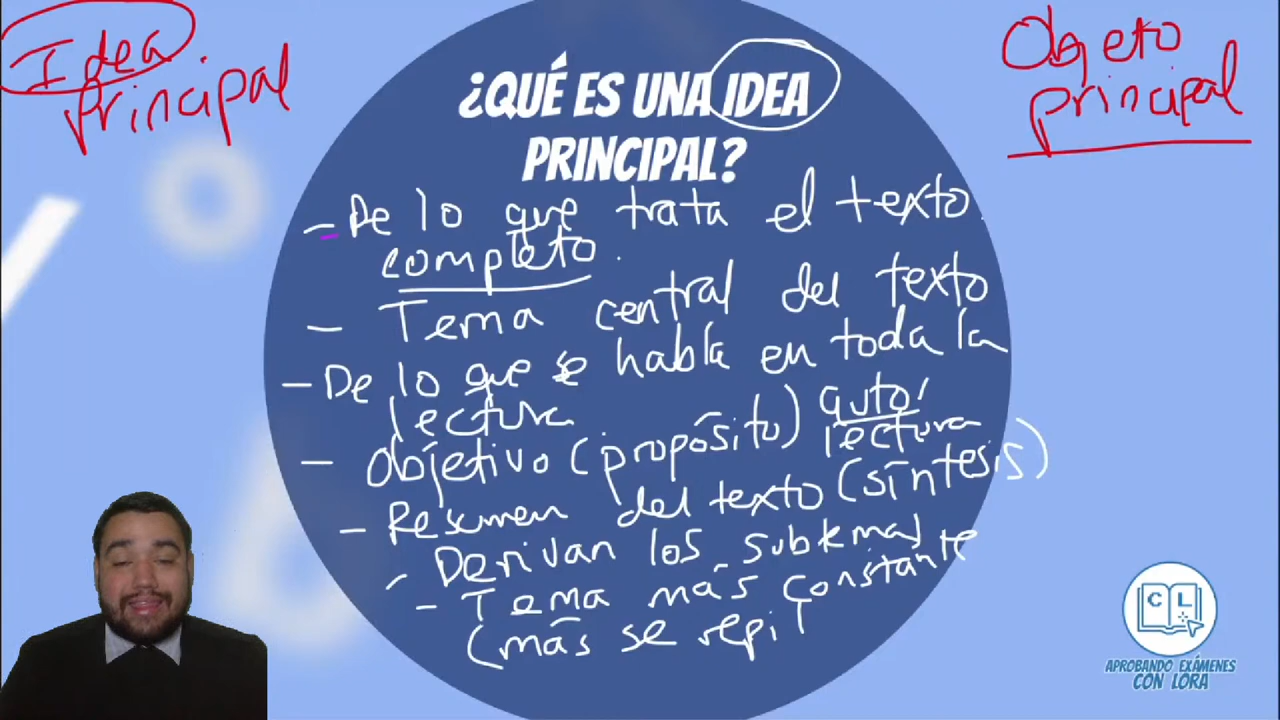 Idea
principal
Objeto
principal
¿QUÉ ES UNA IDEA
PRINCIPAL?
- De lo que trata el texto.
completo.
- Tema central del texto
- De lo que se habla en toda la
lectura
- Objetivo (propósito) autor
lectura
- Resumen del texto (síntesis)
- Derivan los subtemas
- Tema más constante
(más se repit
C L
APROBANDO EXÁMENES
CON LORA